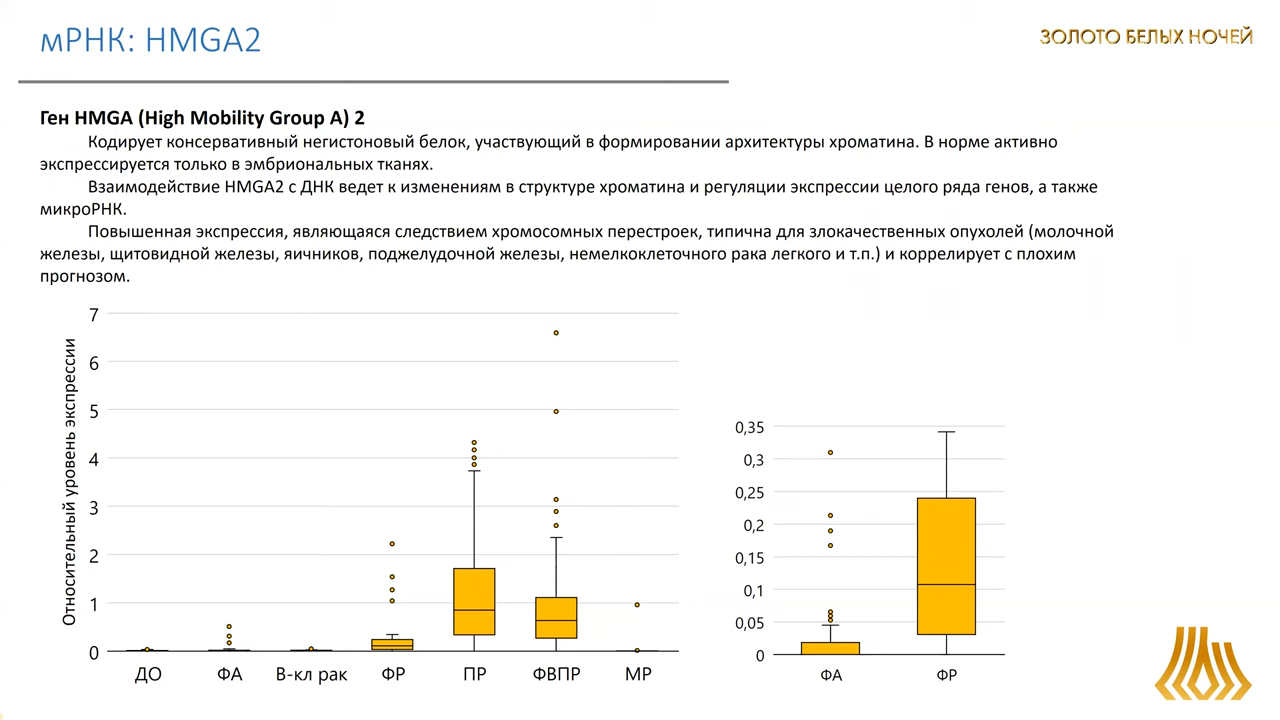 мРНК: HMGA2
ЗОЛОТО БЕЛЫХ НОЧЕЙ
Ген HMGA (High Mobility Group A) 2
Кодирует консервативный негистоновый белок, участвующий в формировании архитектуры хроматина. В норме активно
экспрессируется только в эмбриональных тканях.
Взаимодействие HMGA2 с ДНК ведет к изменениям в структуре хроматина и регуляции экспрессии целого ряда генов, а также
микроРНК.
Повышенная экспрессия, являющаяся следствием хромосомных перестроек, типична для злокачественных опухолей (молочной
железы, щитовидной железы, яичников, поджелудочной железы, немелкоклеточного рака легкого и т.п.) и коррелирует с плохим
прогнозом.
Относительный уровень экспрессии
7
6
5
4
3
2
1
0
ДО ФА В-кл рак ФР ПР ФВПР МР
0,35
0,3
0,25
0,2
0,15
0,1
0,05
0
ФА ФР